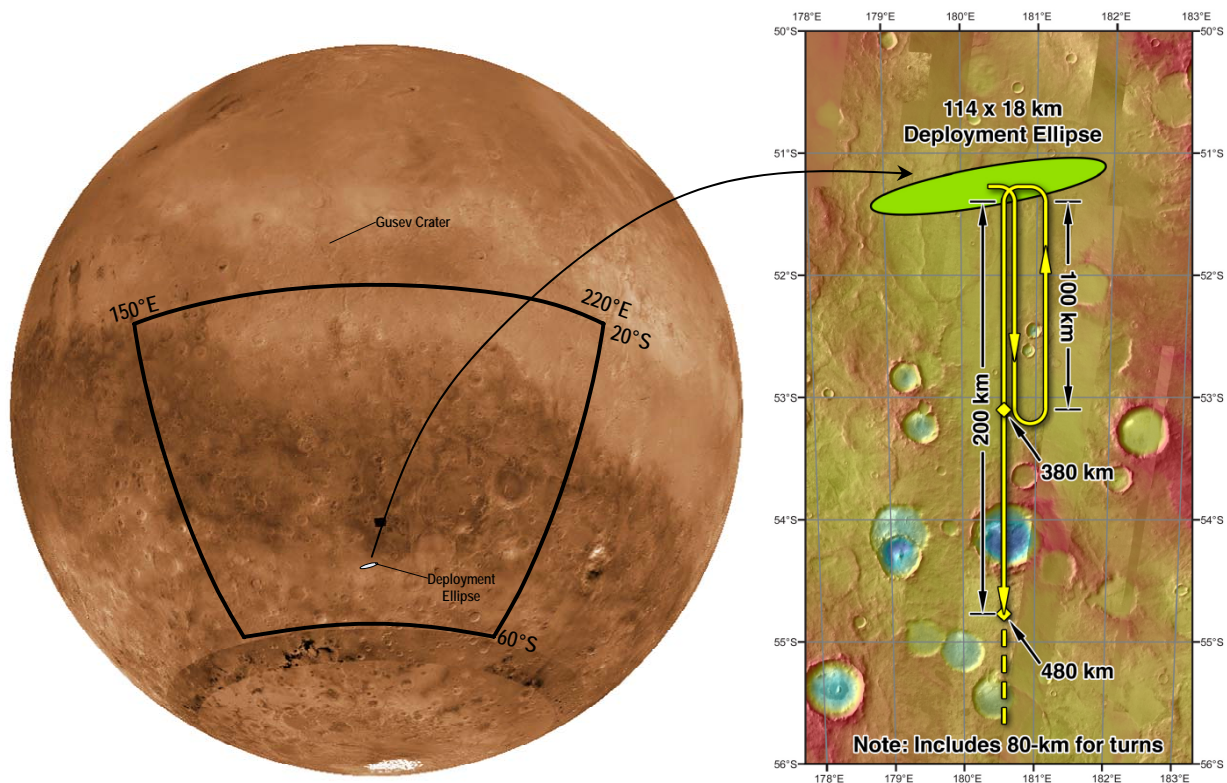 Gusev Crater
150°E
220°E
20°S
Deployment
Ellipse
60°S
178°E 179°E 180°E 181°E 182°E 183°E
50°S 50°S
114 x 18 km
Deployment Ellipse
51°S 51°S
52°S 52°S
100 km
200 km
53°S 53°S
380 km
54°S 54°S
55°S 55°S
480 km
Note: Includes 80-km for turns
56°S 56°S
178°E 179°E 180°E 181°E 182°E 183°E